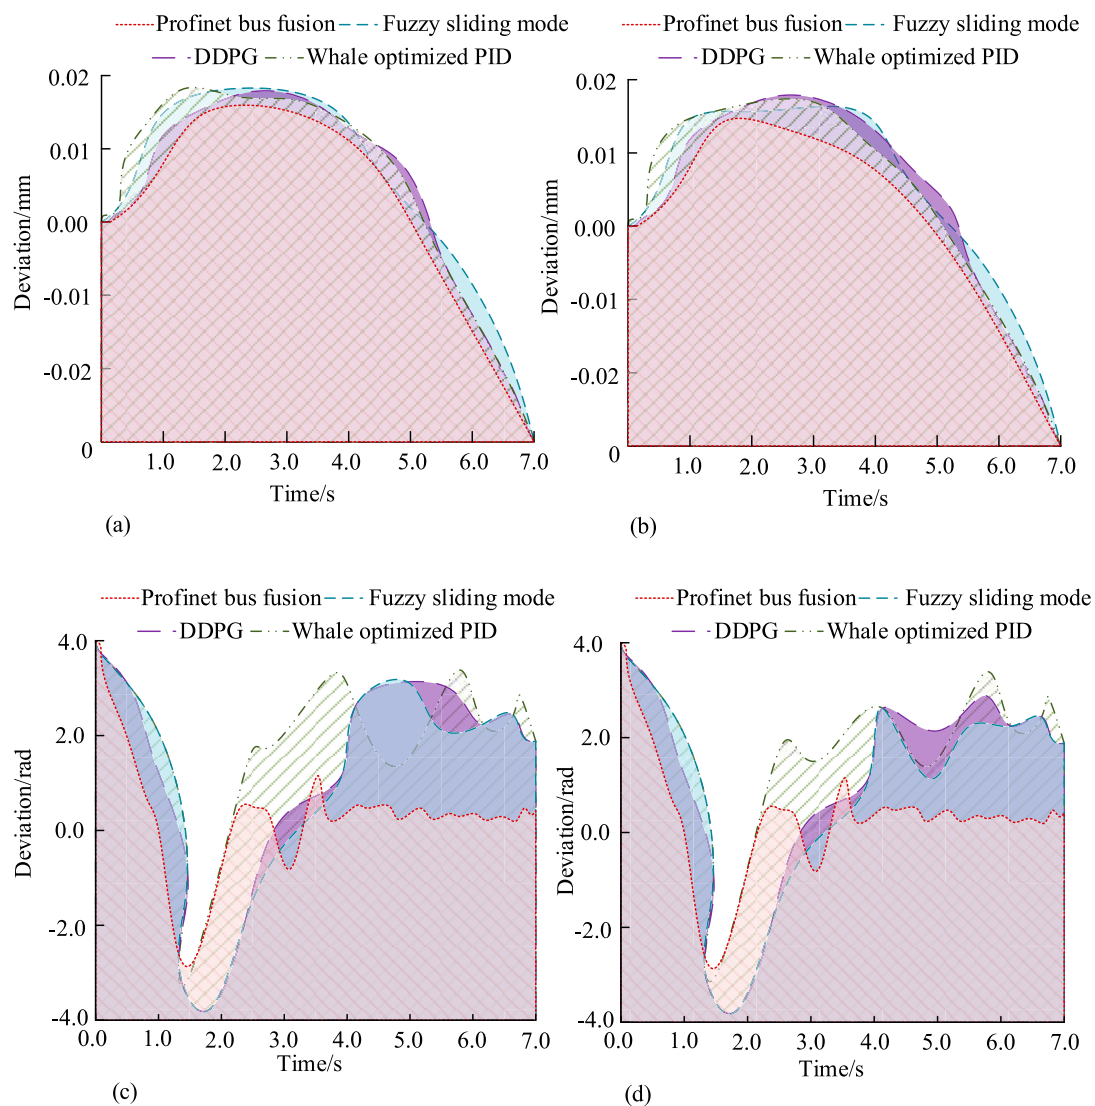 Profinet bus fusion Fuzzy sliding mode
DDPG Whale optimized PID
0.02
0.01
0.00
-0.01
-0.02
0
Deviation/mm
1.0 2.0 3.0 4.0 5.0 6.0 7.0
Time/s
(a)
Profinet bus fusion Fuzzy sliding mode
DDPG Whale optimized PID
0.02
0.01
0.00
-0.01
-0.02
0
Deviation/mm
1.0 2.0 3.0 4.0 5.0 6.0 7.0
Time/s
(b)
Profinet bus fusion Fuzzy sliding mode
DDPG Whale optimized PID
4.0
2.0
0.0
-2.0
-4.0
Deviation/rad
0.0 1.0 2.0 3.0 4.0 5.0 6.0 7.0
Time/s
(c)
Profinet bus fusion Fuzzy sliding mode
DDPG Whale optimized PID
4.0
2.0
0.0
-2.0
-4.0
Deviation/rad
0.0 1.0 2.0 3.0 4.0 5.0 6.0 7.0
Time/s
(d)